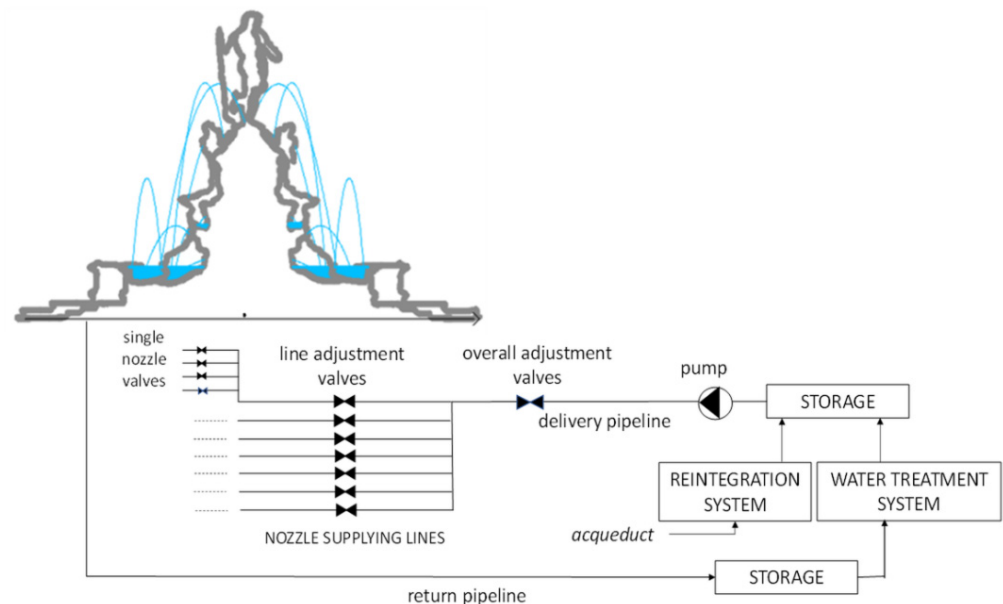 single
nozzle
valves
line adjustment
valves
overall adjustment
valves
pump
delivery pipeline
STORAGE
REINTEGRATION
SYSTEM
WATER TREATMENT
SYSTEM
NOZZLE SUPPLYING LINES
acqueduct
STORAGE
return pipeline